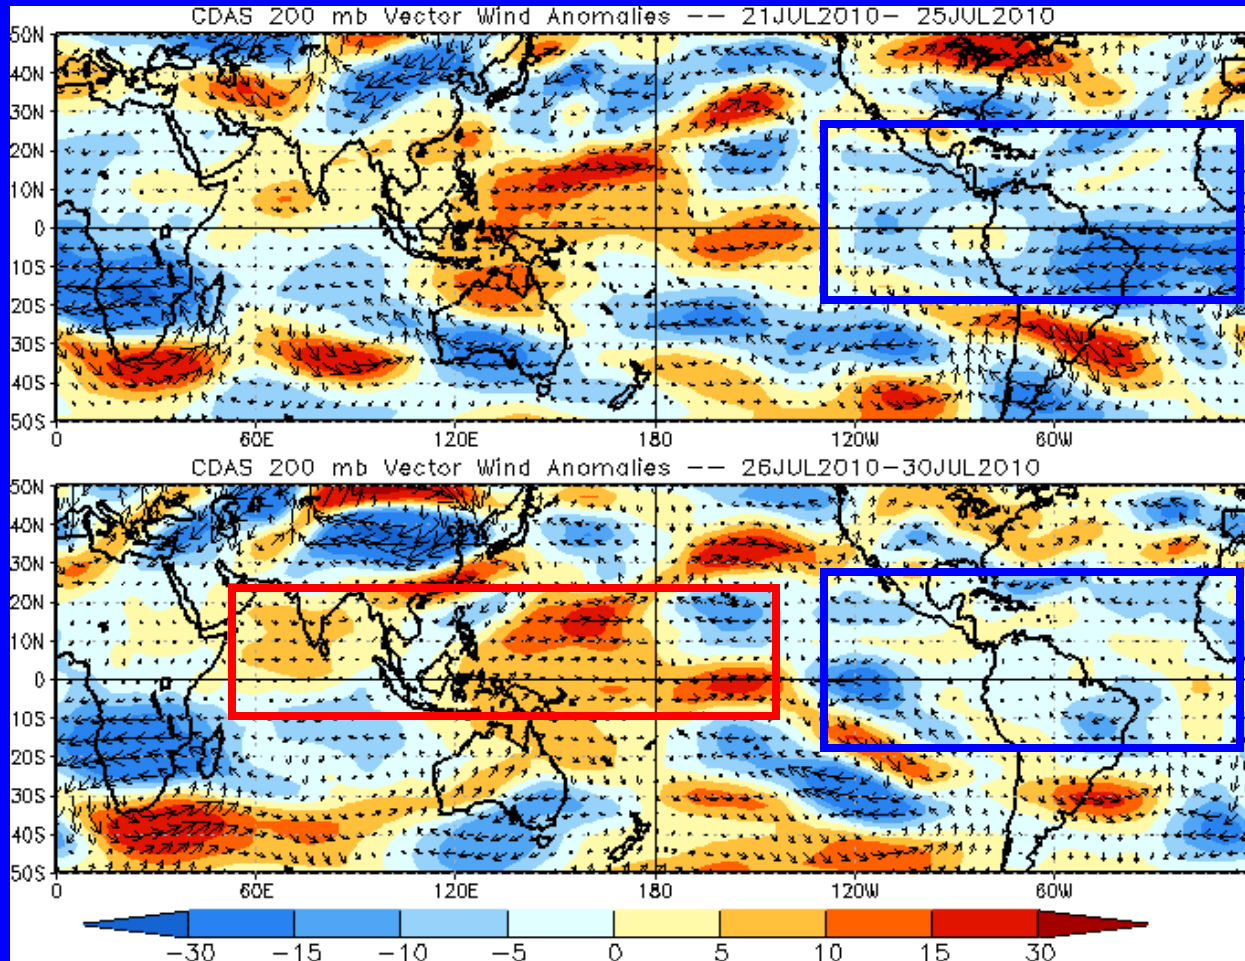 CDAS 200 mb Vector Wind Anomalies -- 21JUL2010- 25JUL2010
50N
40N
30N
20N
10N
0
10S
20S
30S
40S
50S
0 60E 120E 180 120W 60W
CDAS 200 mb Vector Wind Anomalies -- 26JUL2010-30JUL2010
50N
40N
30N
20N
10N
0
10S
20S
30S
40S
50S
0 60E 120E 180 120W 60W
-30 -15 -10 -5 0 5 10 15 30